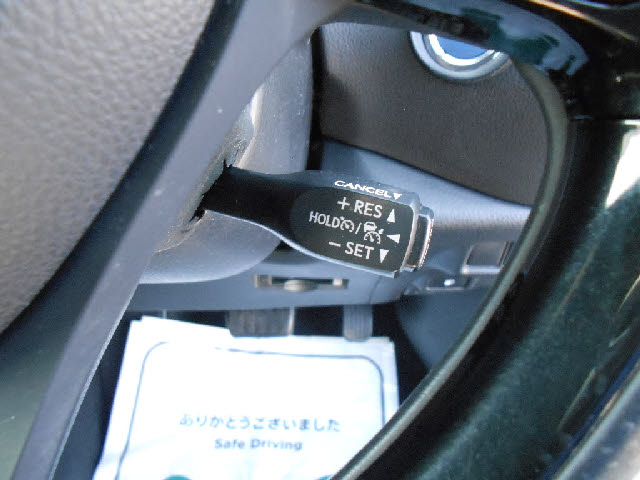 CANCEL▼
+ RES ▲
HOLD / ◀
− SET ▼
ありがとうございました
Safe Driving